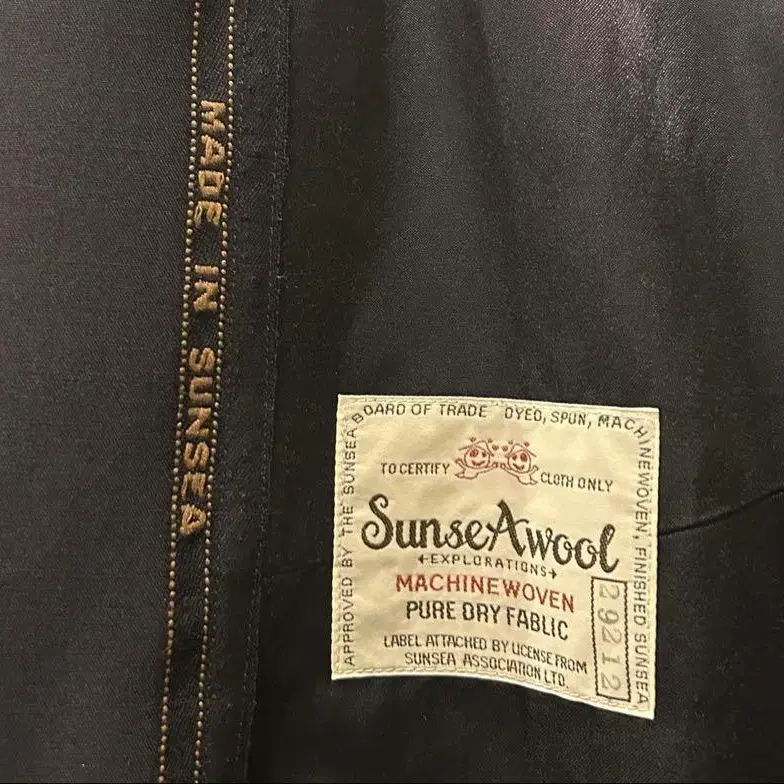 MADE IN SUNSEA
APPROVED BY THE SUNSEA BOARD OF TRADE DYED, SPUN, MACHINEWOVEN, FINISHED SUNSEA
TO CERTIFY CLOTH ONLY
SunseAwool
EXPLORATIONS
MACHINEWOVEN
PURE DRY FABLIC
LABEL ATTACHED BY LICENSE FROM
SUNSEA ASSOCIATION LTD.
29212